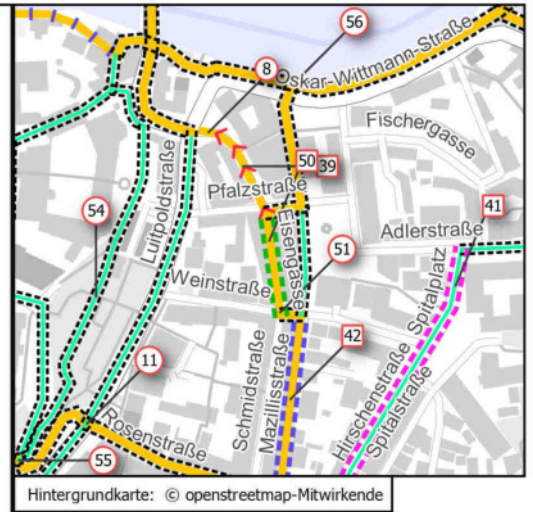 56
Oskar-Wittmann-Straße
8
Fischergasse
50
39
Pfalzstraße
41
Luitpoldstraße
54
Eisengasse
51
Adlerstraße
Spitalplatz
Weinstraße
42
11
Schmidstraße
Mazillisstraße
Hirschenstraße
Spitalstraße
Rosenstraße
55
Hintergrundkarte: © openstreetmap-Mitwirkende